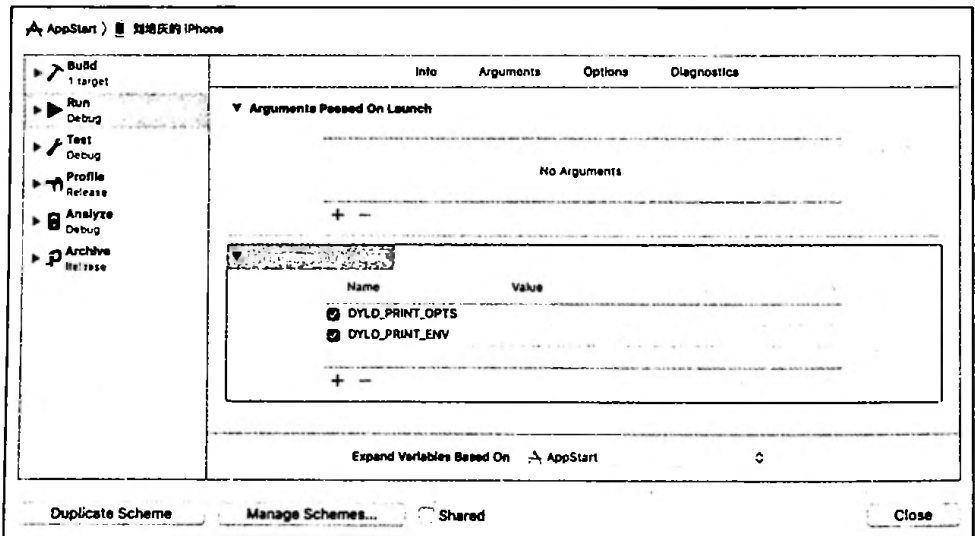 AppStart 〉 刘培庆的 iPhone
Build
1 target
Run
Debug
Test
Debug
Profile
Release
Analyze
Debug
Archive
Release
Info Arguments Options Diagnostics
Arguments Passed On Launch
No Arguments
+ −
Name Value
DYLD_PRINT_OPTS
DYLD_PRINT_ENV
+ −
Expand Variables Based On AppStart
Duplicate Scheme Manage Schemes... Shared Close